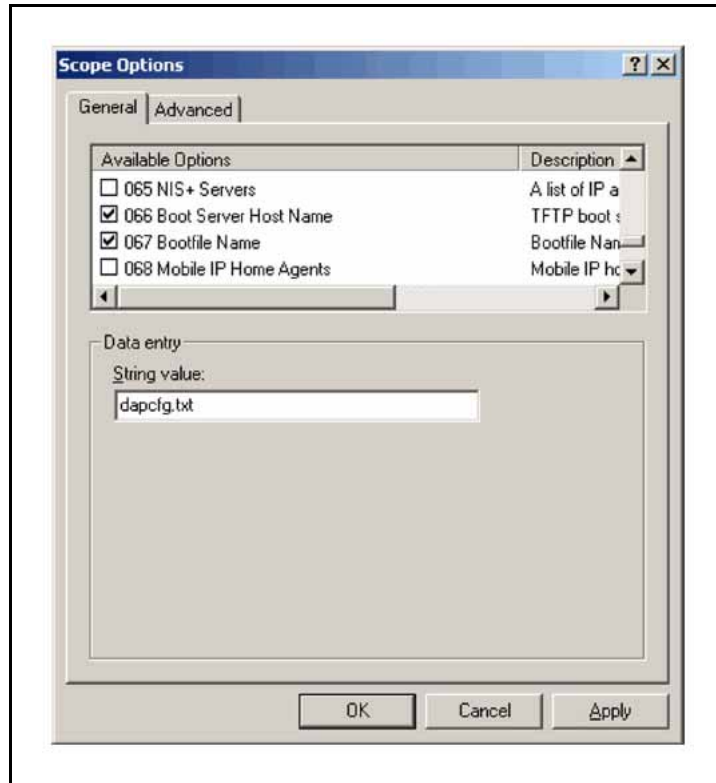 Scope Options
General Advanced
Available Options Description
065 NIS+ Servers A list of IP a
066 Boot Server Host Name TFTP boot s
067 Bootfile Name Bootfile Nan
068 Mobile IP Home Agents Mobile IP ho
Data entry
String value:
dapcfg.txt
OK Cancel Apply